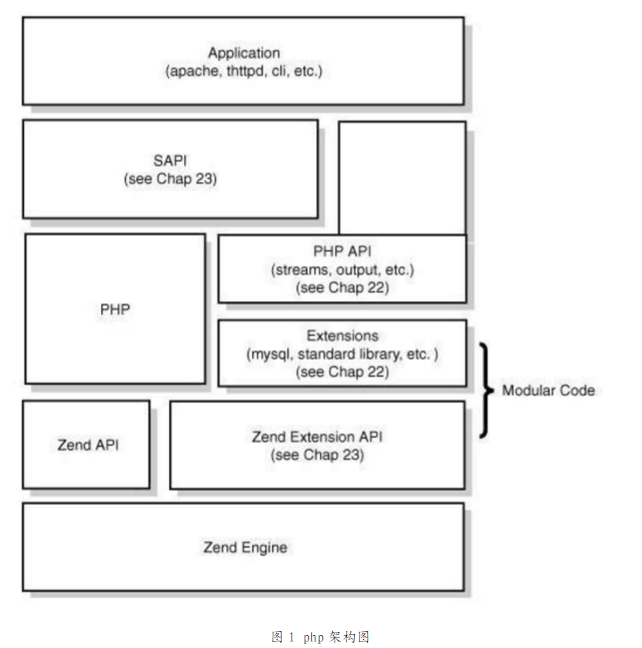 Application
(apache, thttpd, cli, etc.)
SAPI
(see Chap 23)
PHP API
(streams, output, etc.)
(see Chap 22)
PHP
Extensions
(mysql, standard library, etc. )
(see Chap 22)
Modular Code
Zend API
Zend Extension API
(see Chap 23)
Zend Engine
图 1 php 架构图